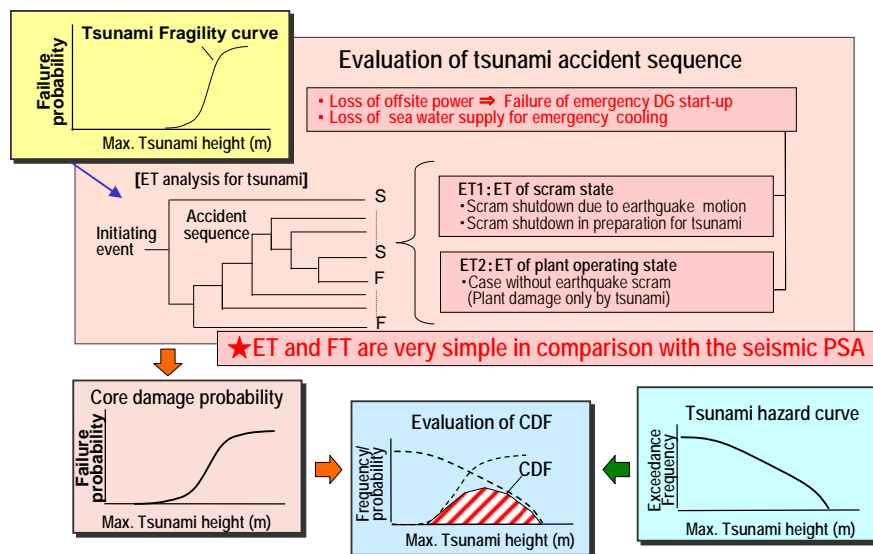 Tsunami Fragility curve
Failure
probability
Max. Tsunami height (m)
Evaluation of tsunami accident sequence
・Loss of offsite power ⇒ Failure of emergency DG start-up
・Loss of sea water supply for emergency cooling
[ET analysis for tsunami]
Initiating
event
Accident
sequence
S
S
F
F
ET1:ET of scram state
・Scram shutdown due to earthguake motion
・Scram shutdown in preparation for tsunami
ET2:ET of plant operating state
・Case without earthquake scram
(Plant damage only by tsunami)
★ET and FT are very simple in comparison with the seismic PSA
Core damage probability
Failure
probability
Max. Tsunami height (m)
Evaluation of CDF
Frequency/
probability
CDF
Max. Tsunami height (m)
Tsunami hazard curve
Exceedance
Frequency
Max. Tsunami height (m)